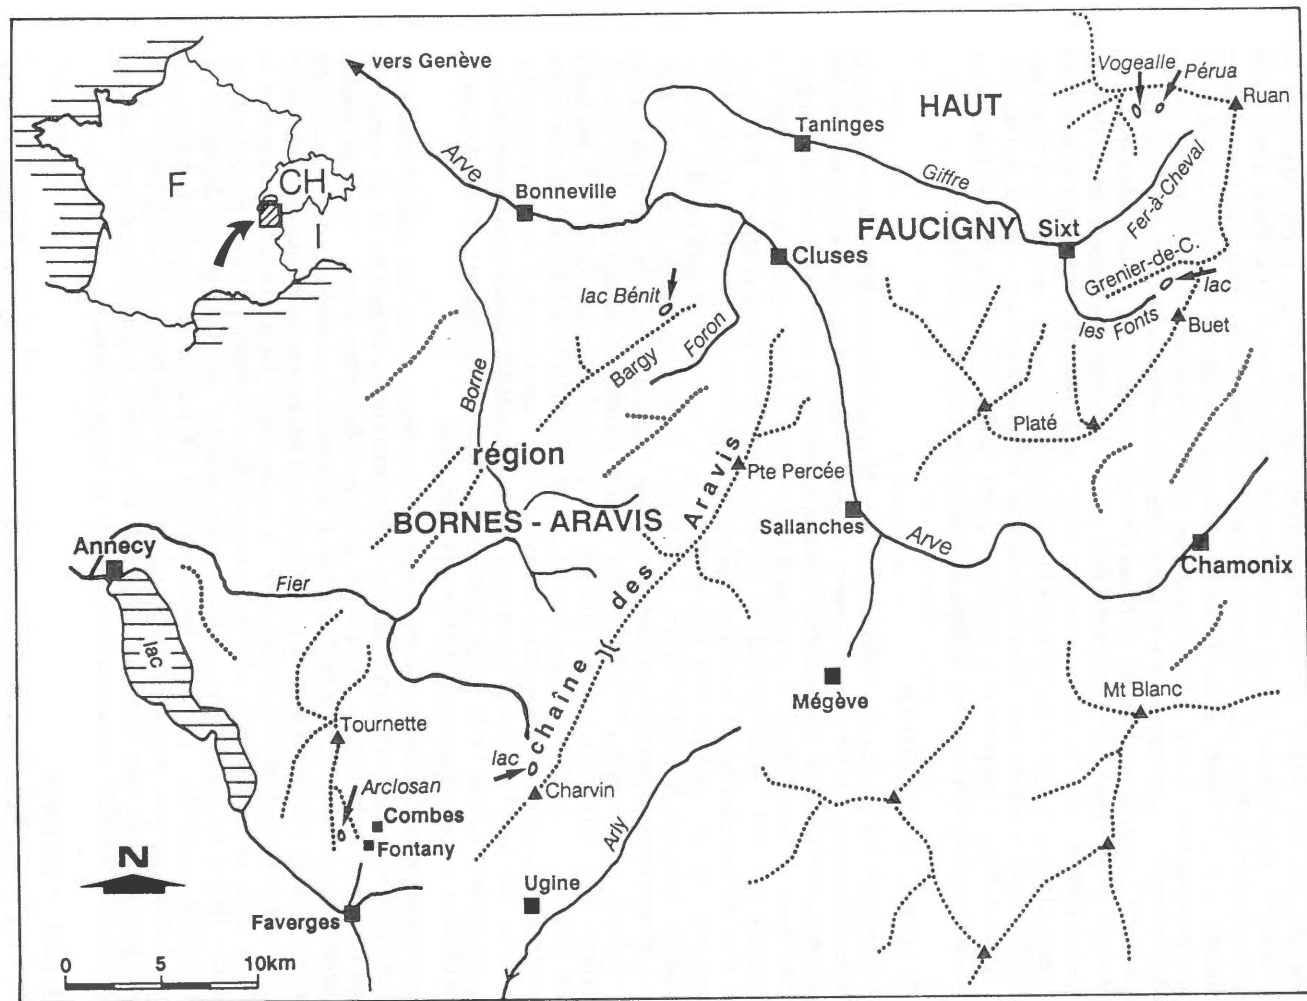 vers Genève
F
CH
I
Arve
Bonneville
Taninges
HAUT
Vogealle
Pérua
Ruan
Giffre
FAUCIGNY
Sixt
Fer-à-Cheval
Cluses
Grenier-de-C.
lac
les Fonts
Buet
lac Bénit
Bargy
Foron
Borne
Platé
région
BORNES - ARAVIS
Pte Percée
Sallanches
Arve
Chamonix
Annecy
Fier
lac
chaîne des Aravis
Mégève
Mt Blanc
Tournette
lac
Charvin
Arclosan
Combes
Fontany
Arly
N
Ugine
Faverges
0 5 10km